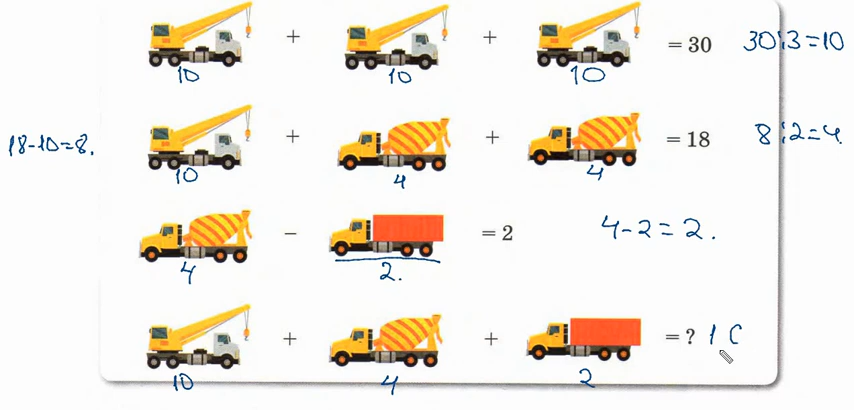 + + = 30 30:3=10
10 10 10
18-10=8. + + = 18 8:2=4.
10 4 4
− = 2 4-2=2.
4 2.
+ + = ?
10 4 2